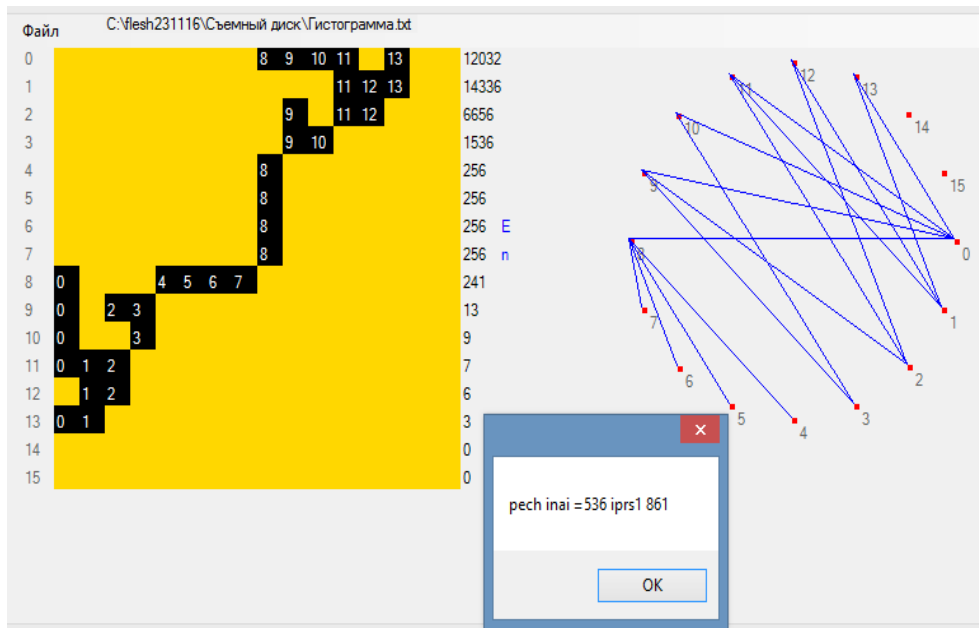 Файл C:\flesh231116\Съемный диск\Гистограмма.txt
0 8 9 10 11 13 12032
1 11 12 13 14336
2 9 11 12 6656
3 9 10 1536
4 8 256
5 8 256
6 8 256 E
7 8 256 n
8 0 4 5 6 7 241
9 0 2 3 13
10 0 3 9
11 0 1 2 7
12 1 2 6
13 0 1 3
14 0
15 0
12
11 13
10 14
9 15
8 0
7 1
6 2
5 4 3
pech inai =536 iprs1 861
OK